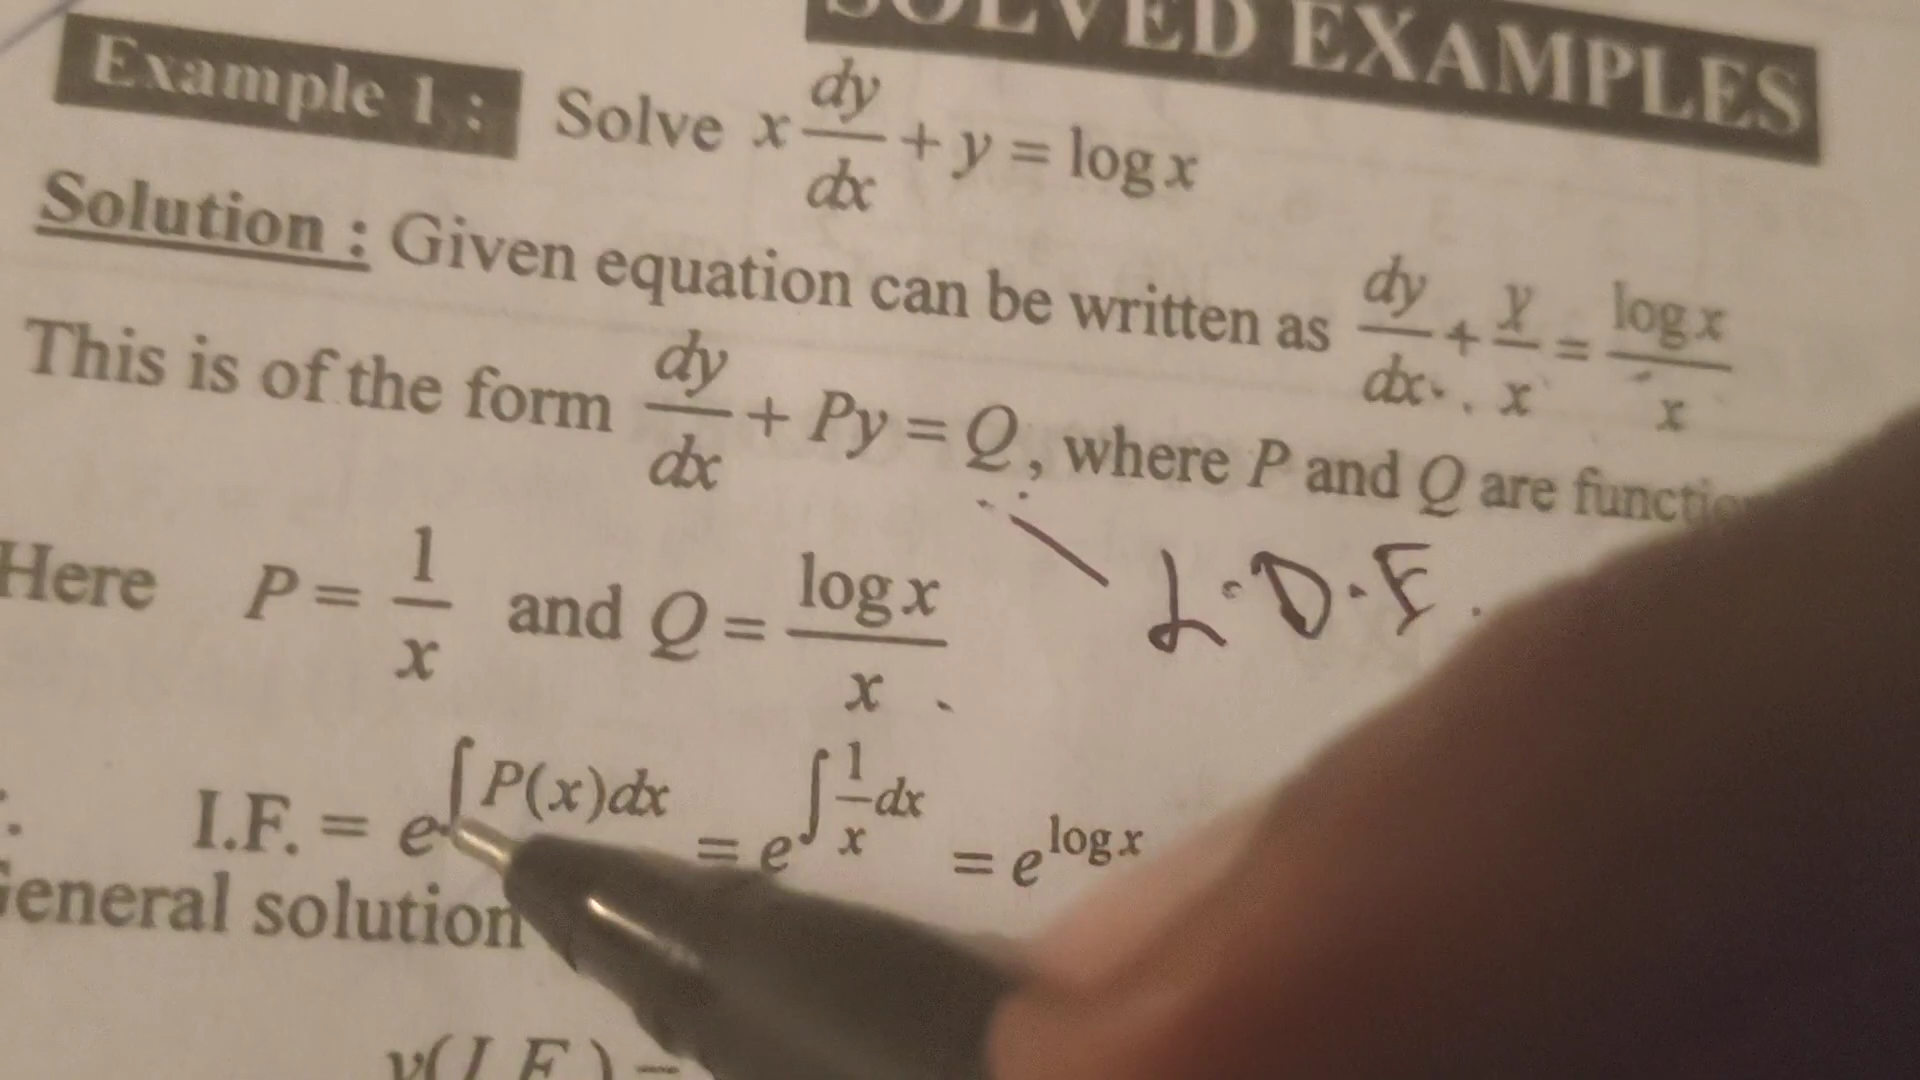 SOLVED EXAMPLES
Example 1 : Solve x dy/dx + y = log x
Solution : Given equation can be written as dy/dx + y/x = log x/x
This is of the form dy/dx + Py = Q, where P and Q are
Here P = 1/x and Q = log x/x
L.D.E.
I.F. = e^∫P(x)dx = e^∫1/x dx = e^log x
General solution
y(I.F.) =